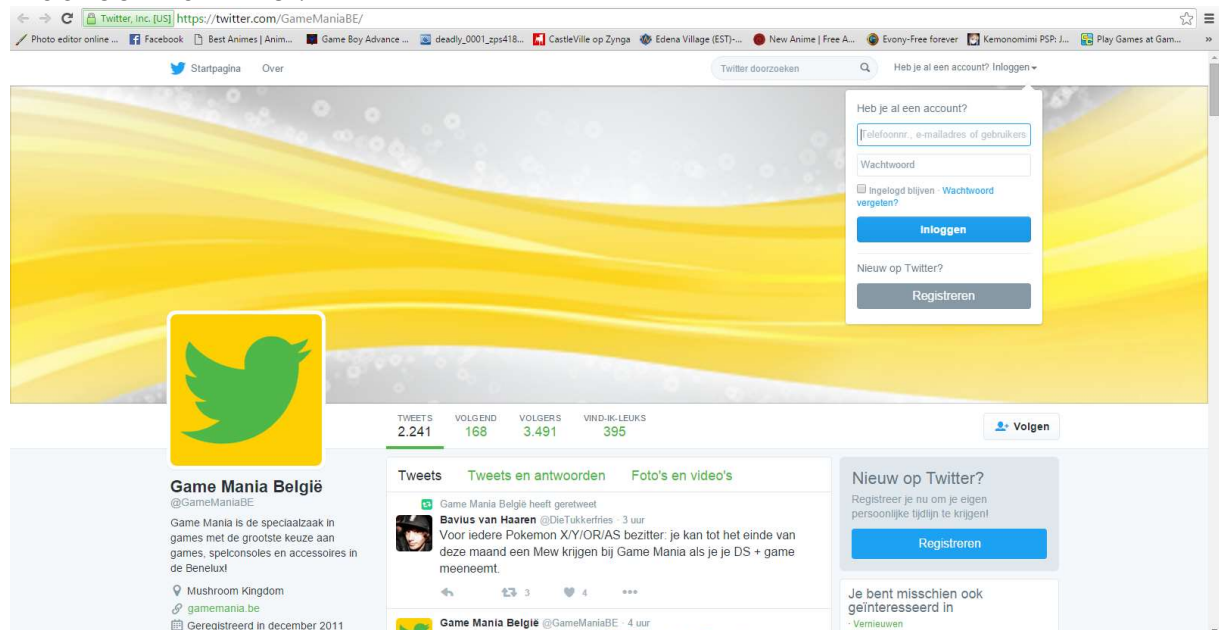 Twitter, Inc. [US] https://twitter.com/GameManiaBE/
Photo editor online ... Facebook Best Animes | Anim... Game Boy Advance ... deadly_0001_zps418... CastleVille op Zynga Edena Village (EST)-... New Anime | Free A... Evony-Free forever Kemonomimi PSP: J... Play Games at Gam... »
Startpagina Over Twitter doorzoeken Heb je al een account? Inloggen
Heb je al een account?
Telefoonnr., e-mailadres of gebruikers
Wachtwoord
Ingelogd blijven · Wachtwoord
vergeten?
Inloggen
Nieuw op Twitter?
Registreren
TWEETS VOLGEND VOLGERS VIND-IK-LEUKS
2.241 168 3.491 395
Volgen
Game Mania België
@GameManiaBE
Game Mania is de speciaalzaak in
games met de grootste keuze aan
games, spelconsoles en accessoires in
de Benelux!
Mushroom Kingdom
gamemania.be
Geregistreerd in december 2011
Tweets Tweets en antwoorden Foto's en video's
Game Mania België heeft geretweet
Bavius van Haaren @DieTukkerfries · 3 uur
Voor iedere Pokemon X/Y/OR/AS bezitter: je kan tot het einde van
deze maand een Mew krijgen bij Game Mania als je je DS + game
meeneemt.
3 4
Game Mania België @GameManiaBE · 4 uur
Nieuw op Twitter?
Registreer je nu om je eigen
persoonlijke tijdlijn te krijgen!
Registreren
Je bent misschien ook
geïnteresseerd in
· Vernieuwen